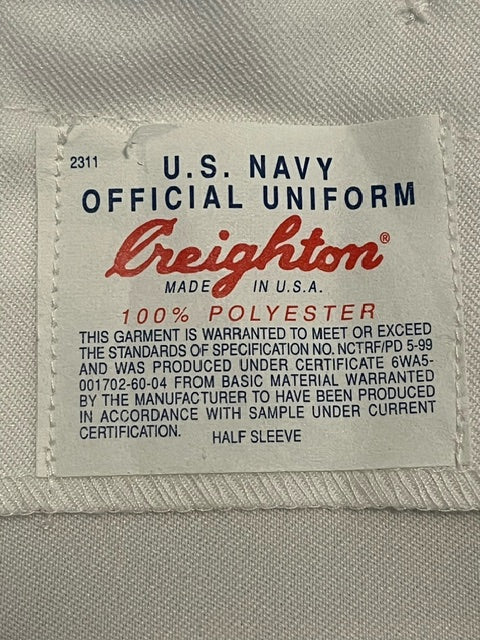 2311
U.S. NAVY
OFFICIAL UNIFORM
Creighton®
MADE IN U.S.A.
100% POLYESTER
THIS GARMENT IS WARRANTED TO MEET OR EXCEED
THE STANDARDS OF SPECIFICATION NO. NCTRF/PD 5-99
AND WAS PRODUCED UNDER CERTIFICATE 6WA5-
001702-60-04 FROM BASIC MATERIAL WARRANTED
BY THE MANUFACTURER TO HAVE BEEN PRODUCED
IN ACCORDANCE WITH SAMPLE UNDER CURRENT
CERTIFICATION. HALF SLEEVE